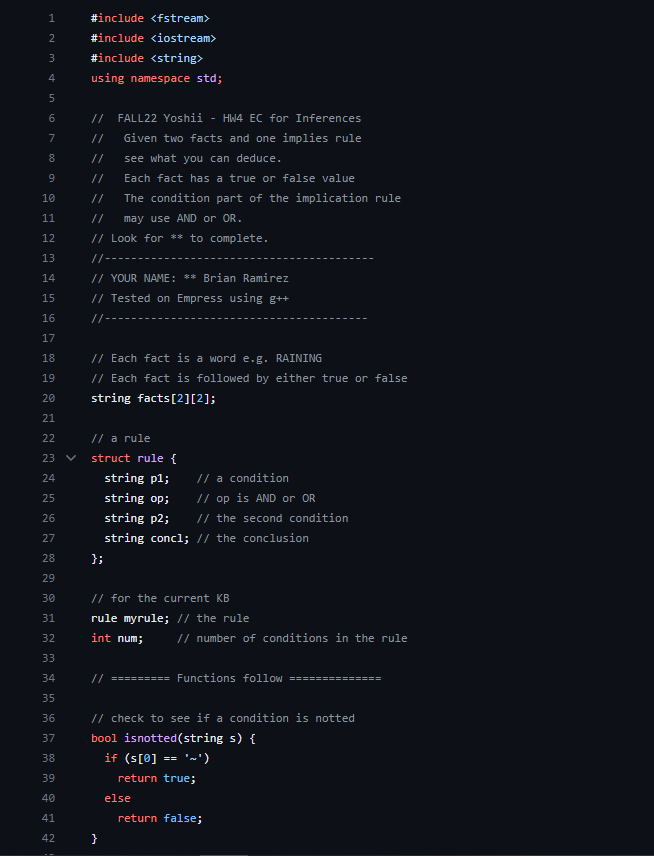 1 #include <fstream>
2 #include <iostream>
3 #include <string>
4 using namespace std;
5
6 //  FALL22 Yoshii - HW4 EC for Inferences
7 //   Given two facts and one implies rule
8 //   see what you can deduce.
9 //   Each fact has a true or false value
10 //   The condition part of the implication rule
11 //   may use AND or OR.
12 // Look for ** to complete.
13 //-----------------------------------------
14 // YOUR NAME: ** Brian Ramirez
15 // Tested on Empress using g++
16 //----------------------------------------
17
18 // Each fact is a word e.g. RAINING
19 // Each fact is followed by either true or false
20 string facts[2][2];
21
22 // a rule
23 struct rule {
24   string p1;    // a condition
25   string op;    // op is AND or OR
26   string p2;    // the second condition
27   string concl; // the conclusion
28 };
29
30 // for the current KB
31 rule myrule; // the rule
32 int num;     // number of conditions in the rule
33
34 // ========= Functions follow ==============
35
36 // check to see if a condition is notted
37 bool isnotted(string s) {
38   if (s[0] == '~')
39     return true;
40   else
41     return false;
42 }